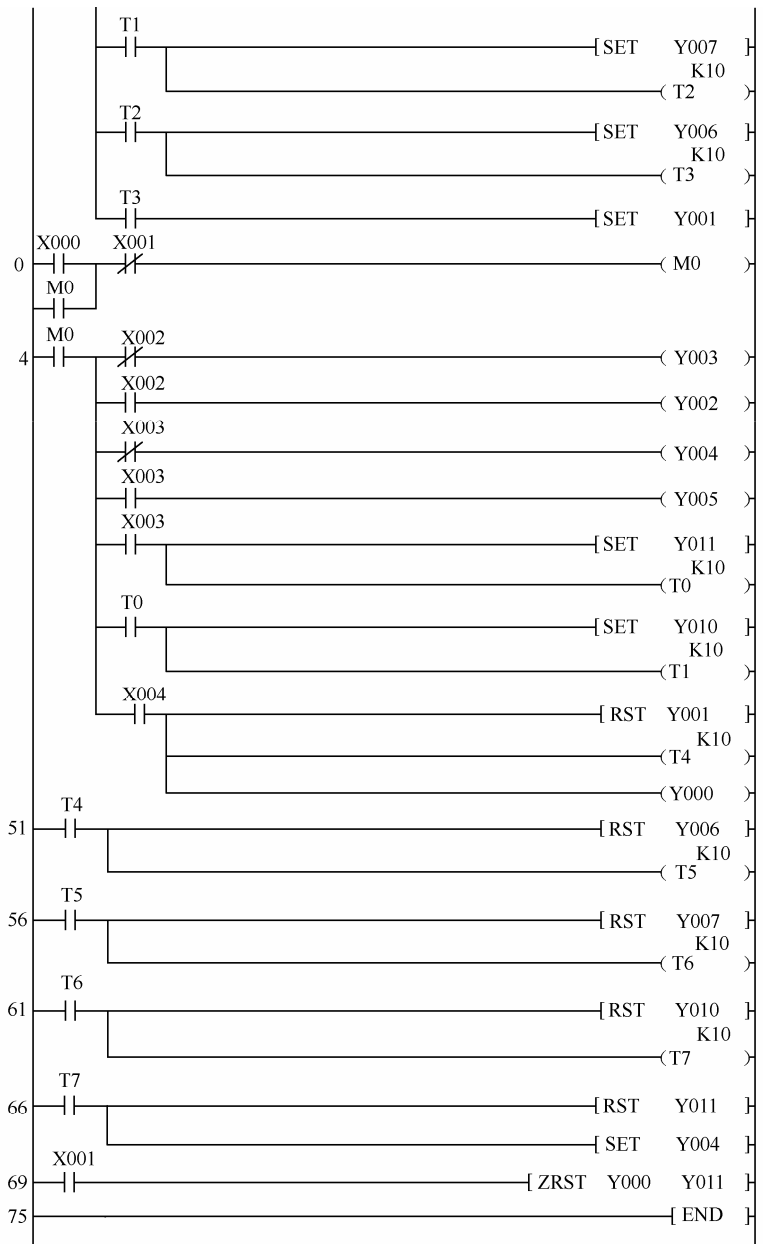 T1
[SET Y007]
K10
(T2)
T2
[SET Y006]
K10
(T3)
T3
[SET Y001]
X000 X001
0 (M0)
M0
M0 X002
4 (Y003)
X002
(Y002)
X003
(Y004)
X003
(Y005)
X003
[SET Y011]
K10
(T0)
T0
[SET Y010]
K10
(T1)
X004
[RST Y001]
K10
(T4)
(Y000)
T4
51 [RST Y006]
K10
(T5)
T5
56 [RST Y007]
K10
(T6)
T6
61 [RST Y010]
K10
(T7)
T7
66 [RST Y011]
[SET Y004]
X001
69 [ZRST Y000 Y011]
75 [END]